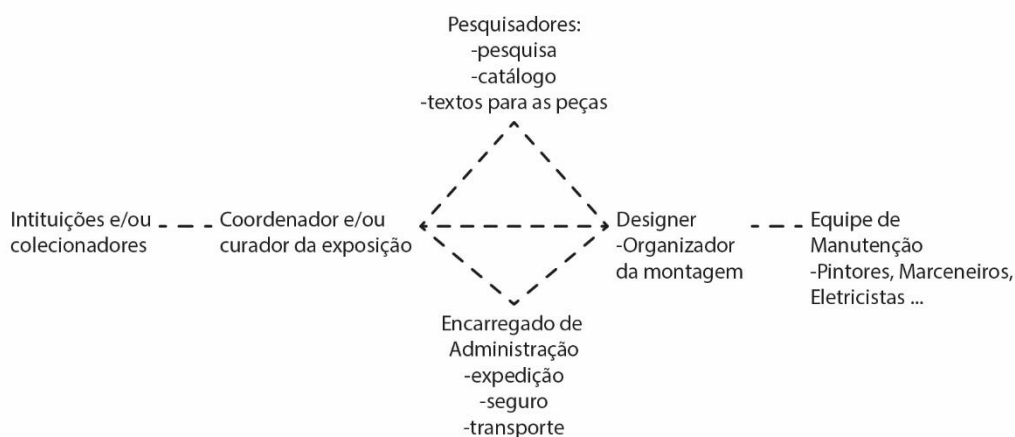 Pesquisadores:
-pesquisa
-catálogo
-textos para as peças
Intituições e/ou
colecionadores
Coordenador e/ou
curador da exposição
Designer
-Organizador
da montagem
Equipe de
Manutenção
-Pintores, Marceneiros,
Eletricistas ...
Encarregado de
Administração
-expedição
-seguro
-transporte